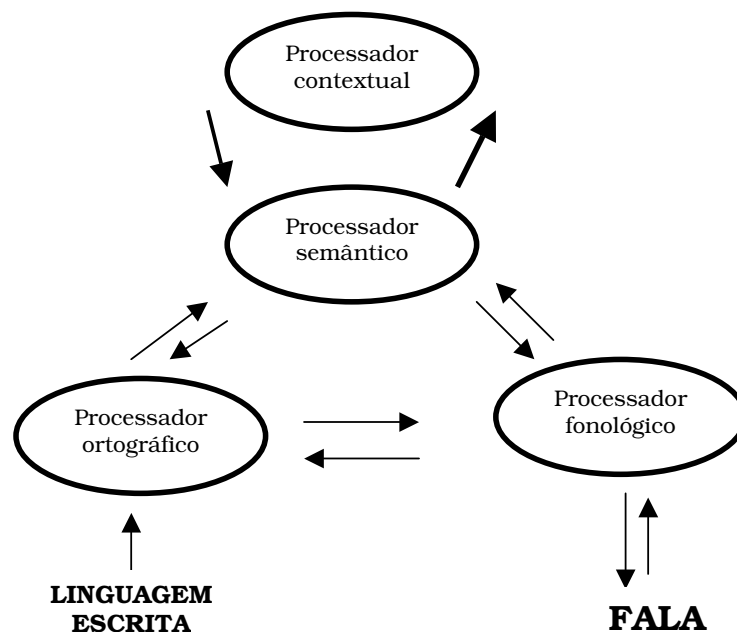 Processador
contextual
Processador
semântico
Processador
ortográfico
Processador
fonológico
LINGUAGEM
ESCRITA
FALA